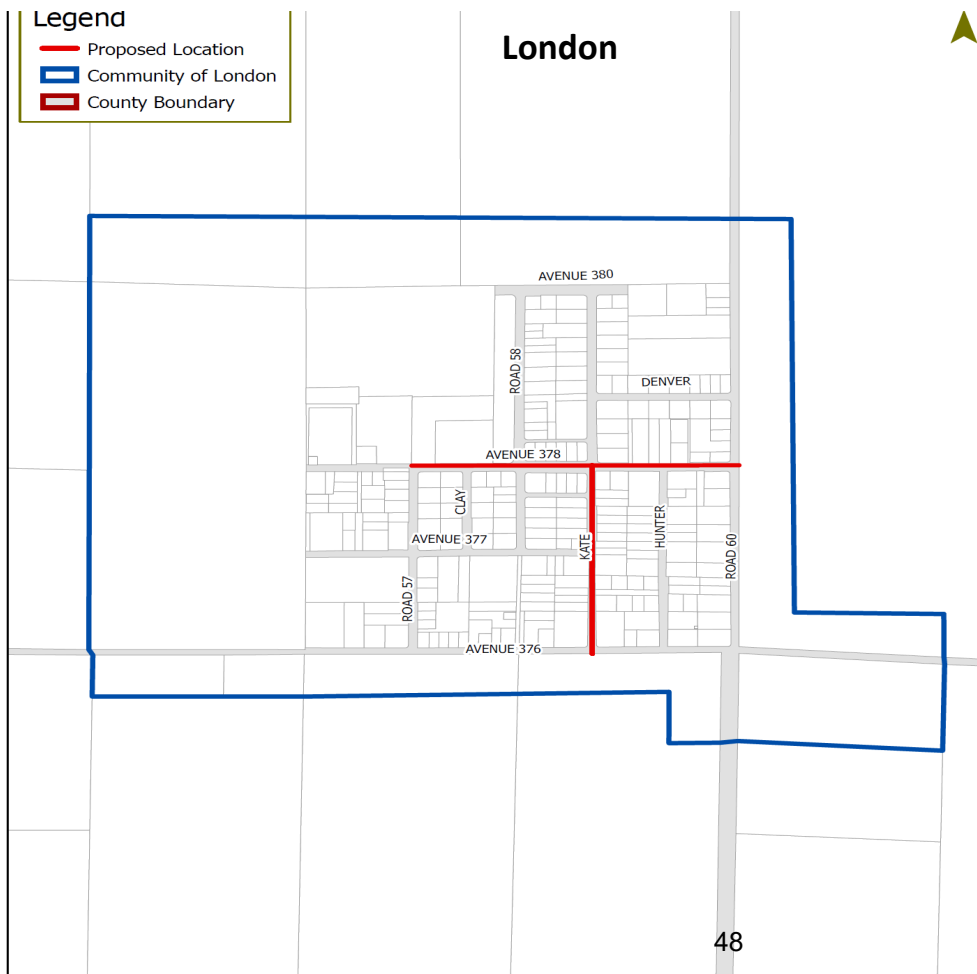 Legend
London
Proposed Location
Community of London
County Boundary
AVENUE 380
ROAD 58
DENVER
AVENUE 378
CLAY
HUNTER
AVENUE 377
KATE
ROAD 60
ROAD 57
AVENUE 376
48